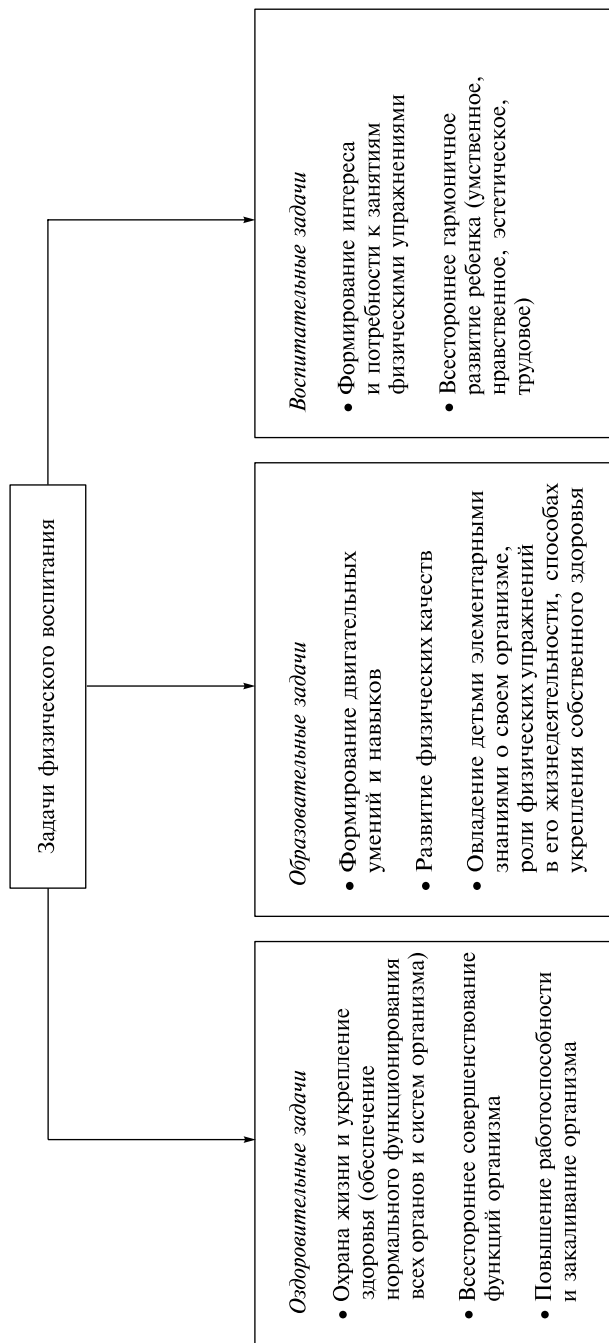 Задачи физического воспитания
Оздоровительные задачи
• Охрана жизни и укрепление
здоровья (обеспечение
нормального функционирования
всех органов и систем организма)
• Всестороннее совершенствование
функций организма
• Повышение работоспособности
и закаливание организма
Образовательные задачи
• Формирование двигательных
умений и навыков
• Развитие физических качеств
• Овладение детьми элементарными
знаниями о своем организме,
роли физических упражнений
в его жизнедеятельности, способах
укрепления собственного здоровья
Воспитательные задачи
• Формирование интереса
и потребности к занятиям
физическими упражнениями
• Всестороннее гармоничное
развитие ребенка (умственное,
нравственное, эстетическое,
трудовое)